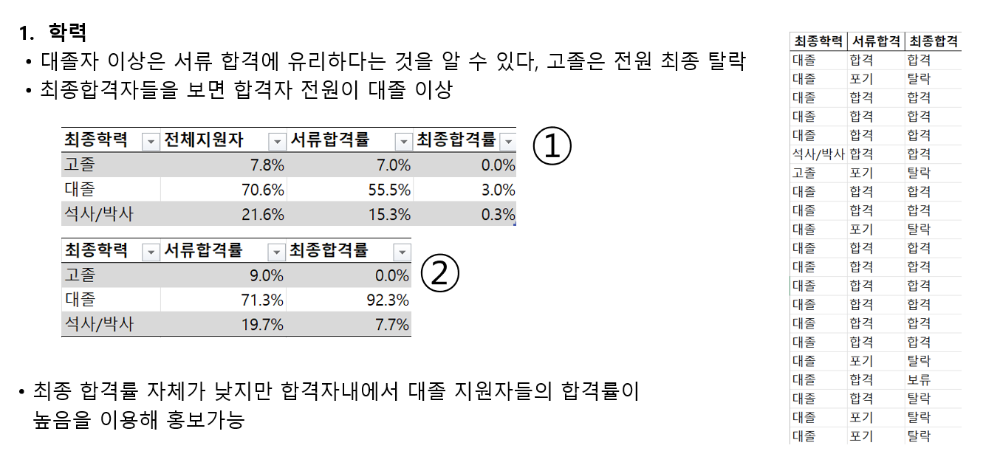 1. 학력
• 대졸자 이상은 서류 합격에 유리하다는 것을 알 수 있다, 고졸은 전원 최종 탈락
• 최종합격자들을 보면 합격자 전원이 대졸 이상
최종학력 전체지원자 서류합격률 최종합격률
고졸 7.8% 7.0% 0.0%
대졸 70.6% 55.5% 3.0%
석사/박사 21.6% 15.3% 0.3%
①
최종학력 서류합격률 최종합격률
고졸 9.0% 0.0%
대졸 71.3% 92.3%
석사/박사 19.7% 7.7%
②
• 최종 합격률 자체가 낮지만 합격자내에서 대졸 지원자들의 합격률이
높음을 이용해 홍보가능
최종학력 서류합격 최종합격
대졸 합격 합격
대졸 포기 탈락
대졸 합격 합격
대졸 합격 합격
대졸 합격 합격
석사/박사 합격 합격
고졸 포기 탈락
대졸 합격 합격
대졸 합격 합격
대졸 포기 탈락
대졸 합격 합격
대졸 합격 합격
대졸 합격 합격
대졸 합격 합격
대졸 합격 합격
대졸 합격 합격
대졸 포기 탈락
대졸 합격 보류
대졸 합격 탈락
대졸 포기 탈락
대졸 포기 탈락